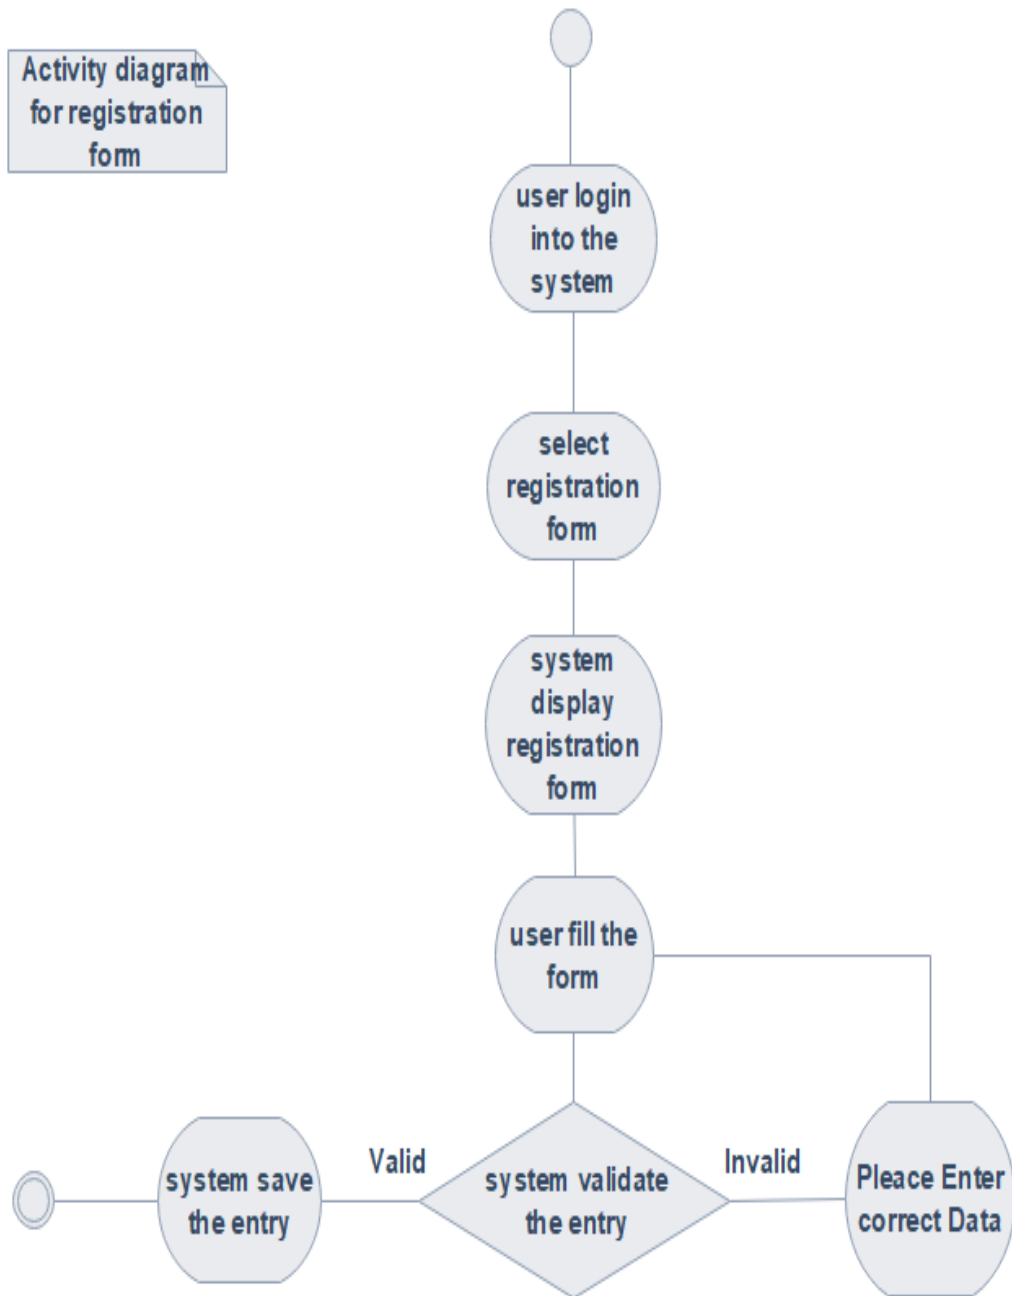 Activity diagram
for registration
form
user login
into the
system
select
registration
form
system
display
registration
form
user fill the
form
Valid
system validate
the entry
Invalid
system save
the entry
Pleace Enter
correct Data